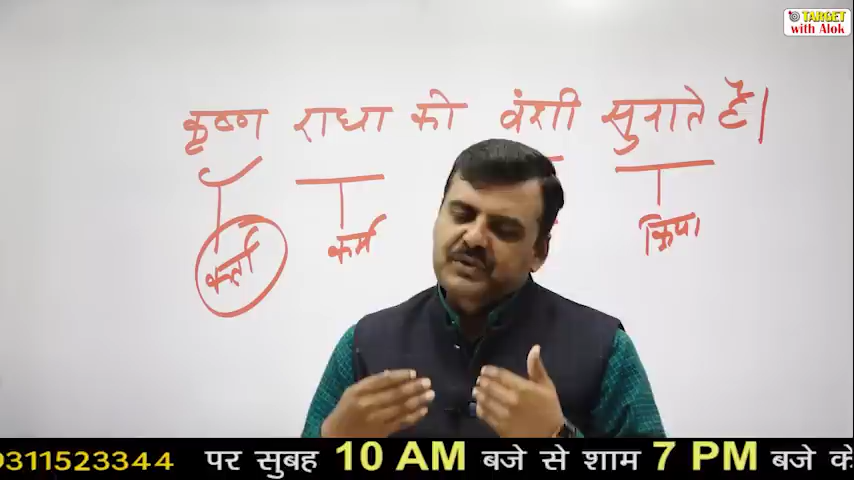 TARGET
with Alok
कृष्ण राधा को वंशी सुनाते हैं।
कर्ता कर्म क्रिया
9311523344 पर सुबह 10 AM बजे से शाम 7 PM बजे के